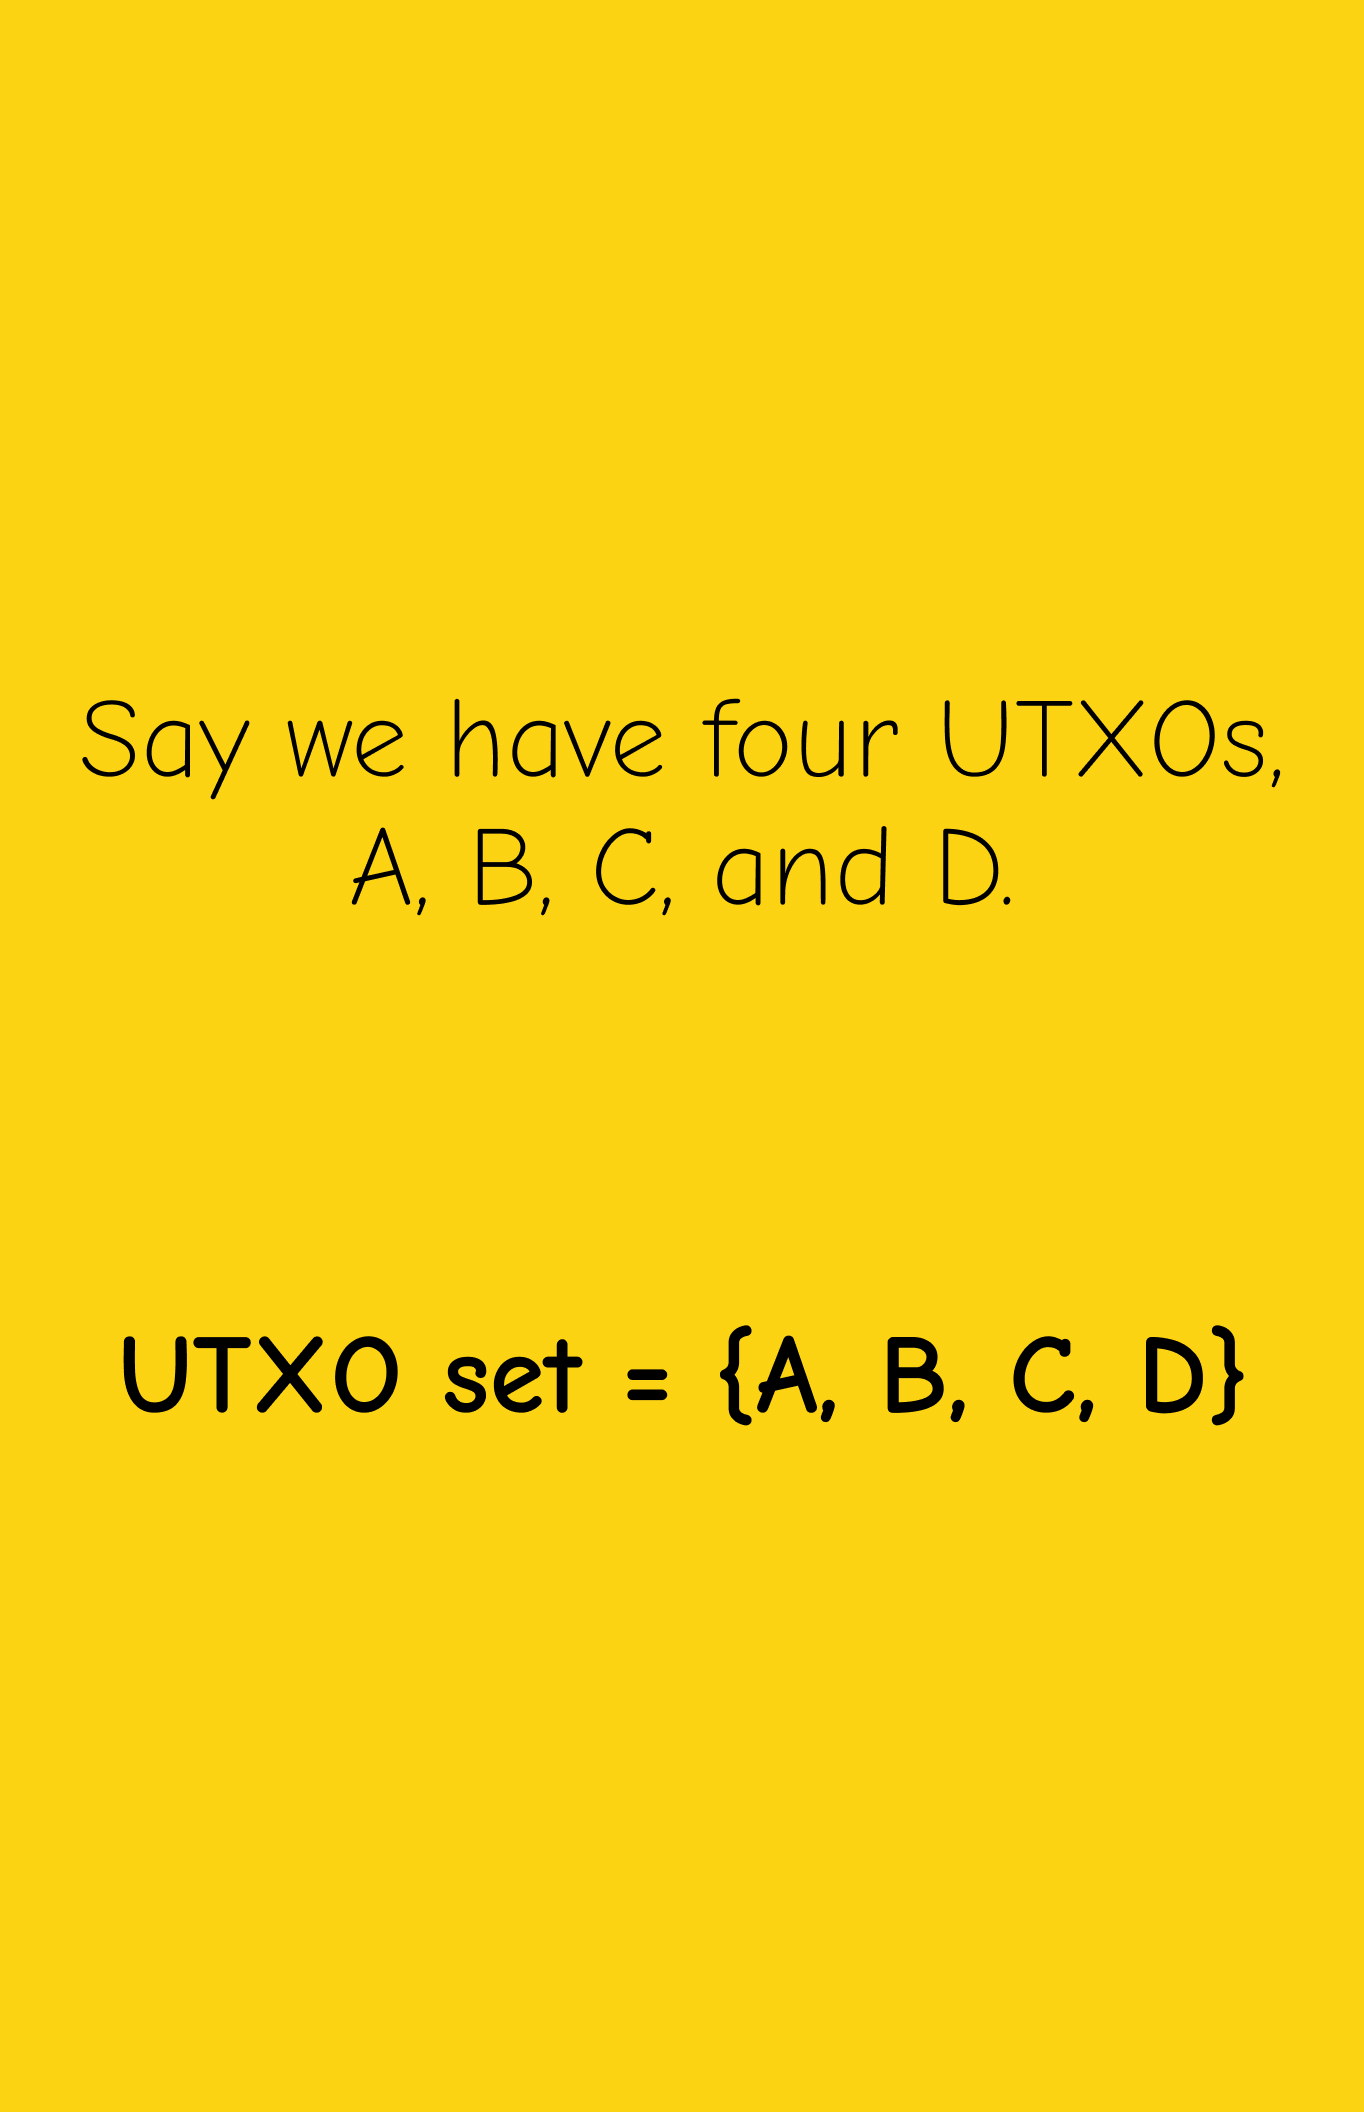 Say we have four UTXOs,
A, B, C, and D.
UTXO set = {A, B, C, D}